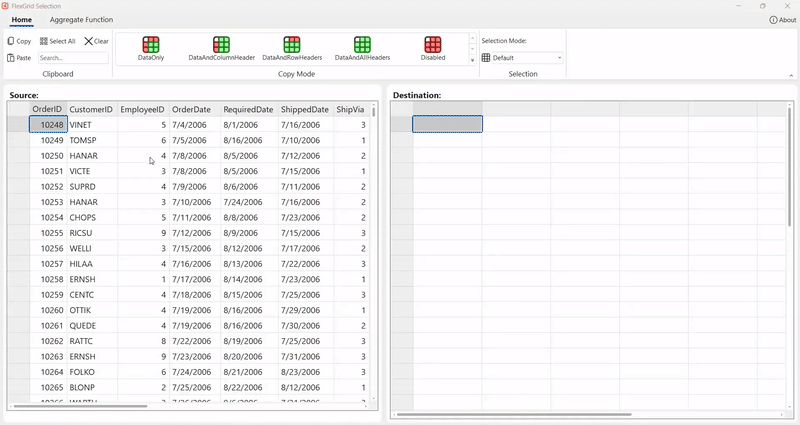 FlexGrid Selection
Home Aggregate Function About
Copy Select All Clear
Paste Search...
Clipboard
DataOnly DataAndColumnHeader DataAndRowHeaders DataAndAllHeaders Disabled
Copy Mode
Selection Mode:
Default
Selection
Source:
OrderID CustomerID EmployeeID OrderDate RequiredDate ShippedDate ShipVia
10248 VINET 5 7/4/2006 8/1/2006 7/16/2006 3
10249 TOMSP 6 7/5/2006 8/16/2006 7/10/2006 1
10250 HANAR 4 7/8/2006 8/5/2006 7/12/2006 2
10251 VICTE 3 7/8/2006 8/5/2006 7/15/2006 1
10252 SUPRD 4 7/9/2006 8/6/2006 7/11/2006 2
10253 HANAR 3 7/10/2006 7/24/2006 7/16/2006 2
10254 CHOPS 5 7/11/2006 8/8/2006 7/23/2006 2
10255 RICSU 9 7/12/2006 8/9/2006 7/15/2006 3
10256 WELLI 3 7/15/2006 8/12/2006 7/17/2006 2
10257 HILAA 4 7/16/2006 8/13/2006 7/22/2006 3
10258 ERNSH 1 7/17/2006 8/14/2006 7/23/2006 1
10259 CENTC 4 7/18/2006 8/15/2006 7/25/2006 3
10260 OTTIK 4 7/19/2006 8/16/2006 7/29/2006 1
10261 QUEDE 4 7/19/2006 8/16/2006 7/30/2006 2
10262 RATTC 8 7/22/2006 8/19/2006 7/25/2006 3
10263 ERNSH 9 7/23/2006 8/20/2006 7/31/2006 3
10264 FOLKO 6 7/24/2006 8/21/2006 8/23/2006 3
10265 BLONP 2 7/25/2006 8/22/2006 8/12/2006 1
Destination: